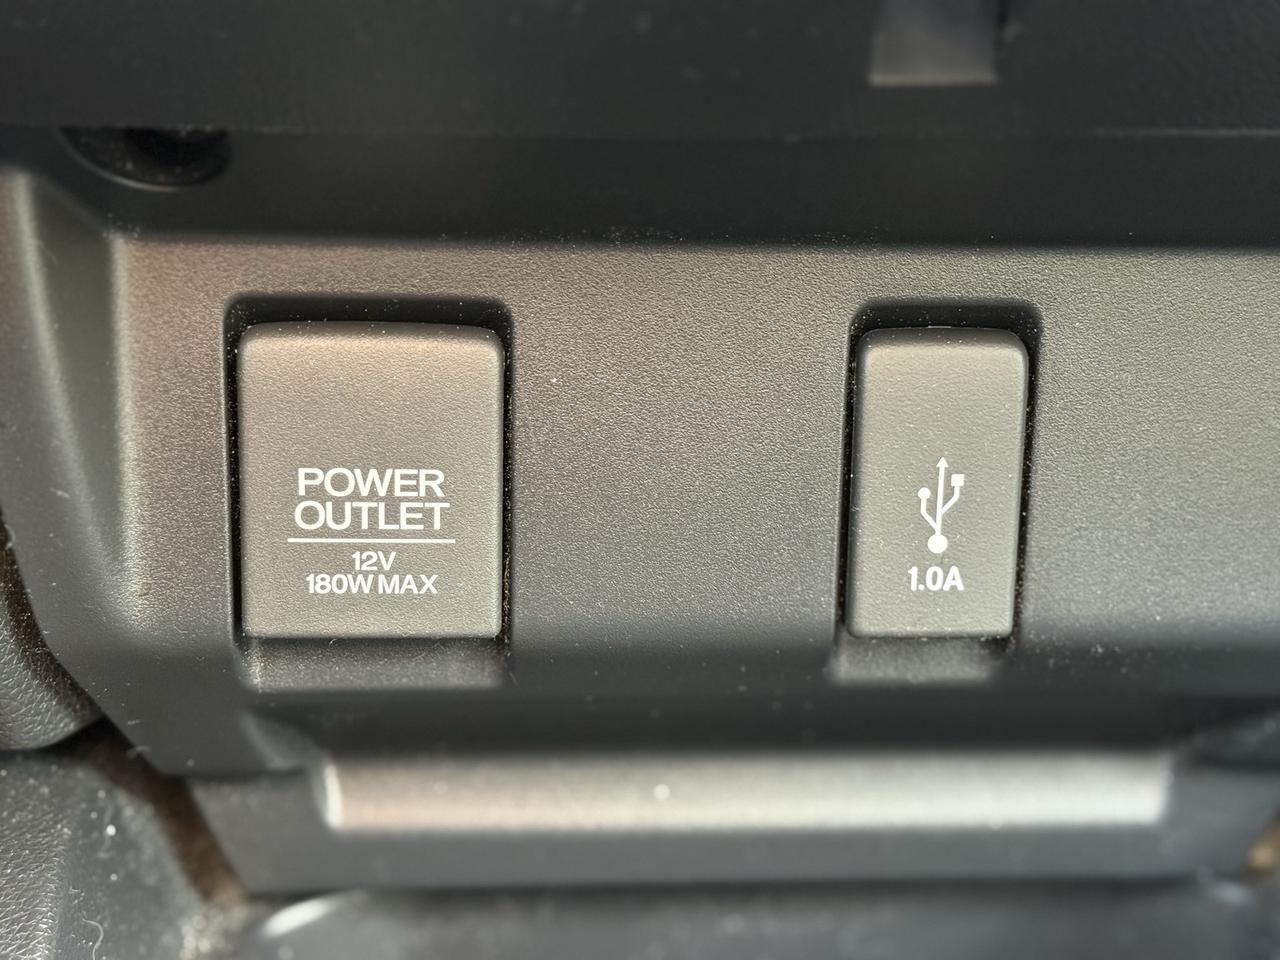 POWER
OUTLET
12V
180W MAX
1.0A